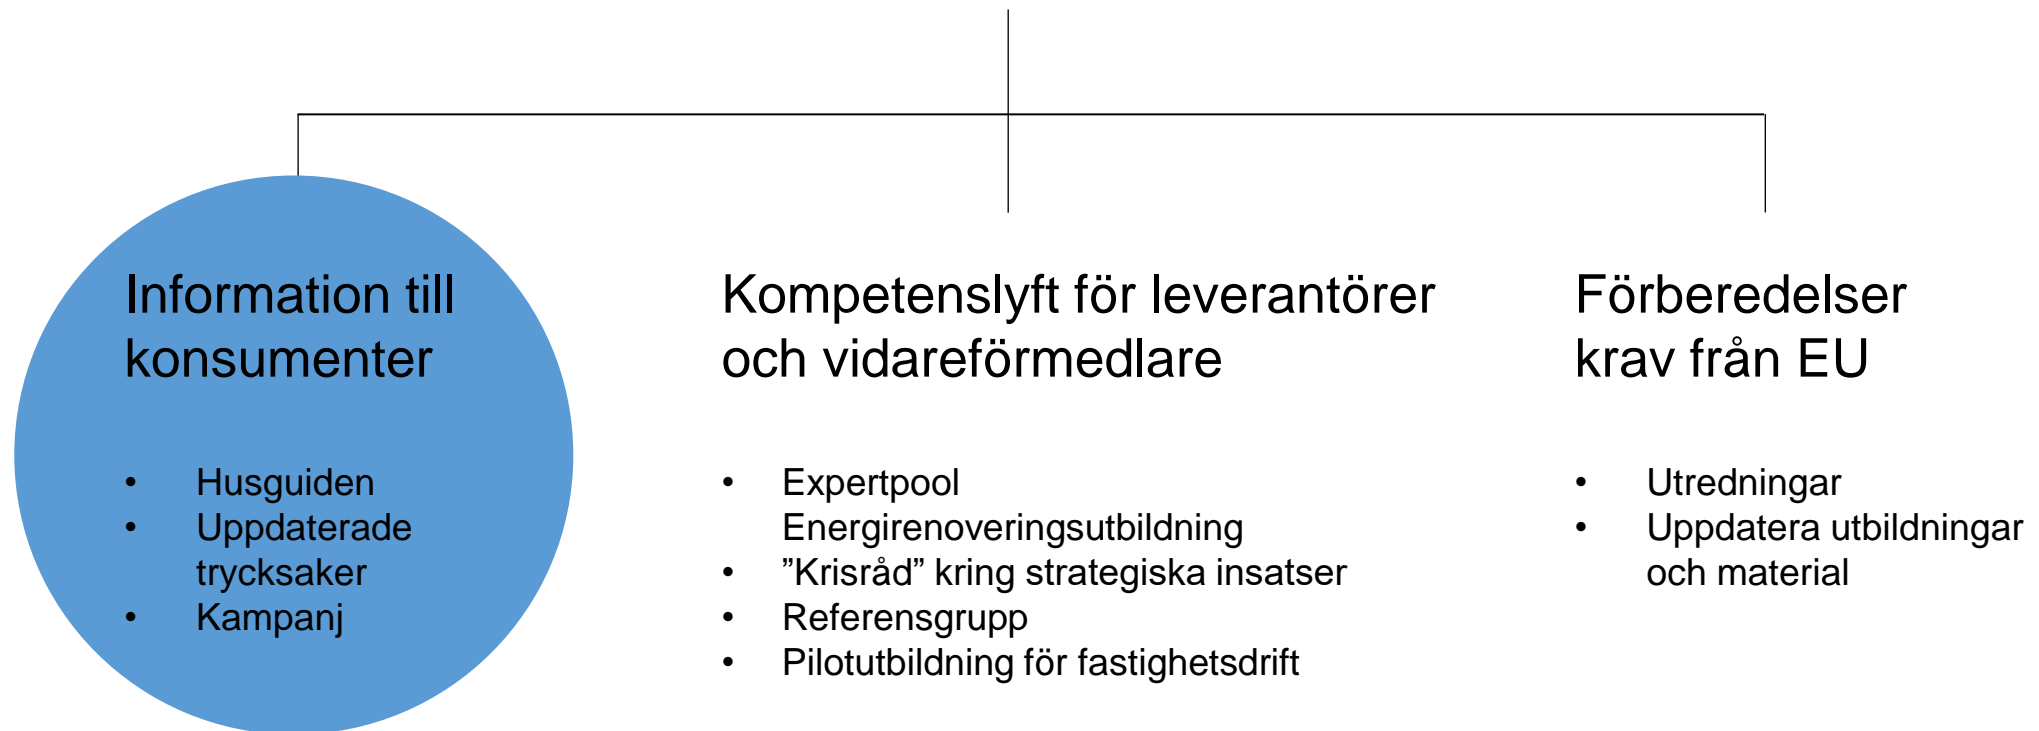 Information till
konsumenter
• Husguiden
• Uppdaterade
trycksaker
• Kampanj
Kompetenslyft för leverantörer
och vidareförmedlare
• Expertpool
Energirenoveringsutbildning
• ”Krisråd” kring strategiska insatser
• Referensgrupp
• Pilotutbildning för fastighetsdrift
Förberedelser
krav från EU
• Utredningar
• Uppdatera utbildningar
och material